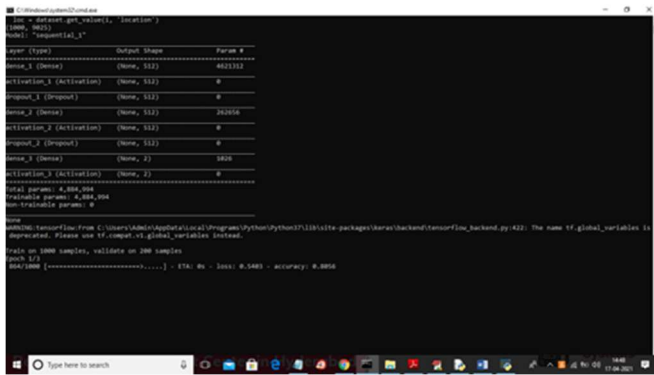 C:\Windows\system32\cmd.exe
loc = dataset.get_value(i, 'location')
(1000, 9025)
Model: "sequential_1"
Layer (type) Output Shape Param #
dense_1 (Dense) (None, 512) 4621312
activation_1 (Activation) (None, 512) 0
dropout_1 (Dropout) (None, 512) 0
dense_2 (Dense) (None, 512) 262656
activation_2 (Activation) (None, 512) 0
dropout_2 (Dropout) (None, 512) 0
dense_3 (Dense) (None, 2) 1026
activation_3 (Activation) (None, 2) 0
Total params: 4,884,994
Trainable params: 4,884,994
Non-trainable params: 0
None
WARNING:tensorflow:From C:\Users\Admin\AppData\Local\Programs\Python\Python37\lib\site-packages\keras\backend\tensorflow_backend.py:422: The name tf.global_variables is
deprecated. Please use tf.compat.v1.global_variables instead.
Train on 1000 samples, validate on 200 samples
Epoch 1/3
864/1000 [========================>.....] - ETA: 0s - loss: 0.5403 - accuracy: 0.8056
Type here to search
14:48
17-04-2021